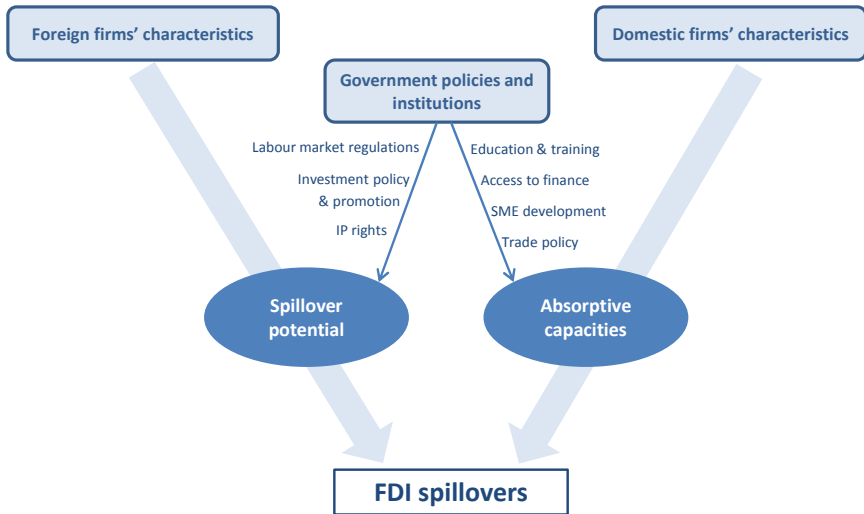 Foreign firms’ characteristics
Domestic firms’ characteristics
Government policies and
institutions
Labour market regulations
Investment policy
& promotion
IP rights
Education & training
Access to finance
SME development
Trade policy
Spillover
potential
Absorptive
capacities
FDI spillovers